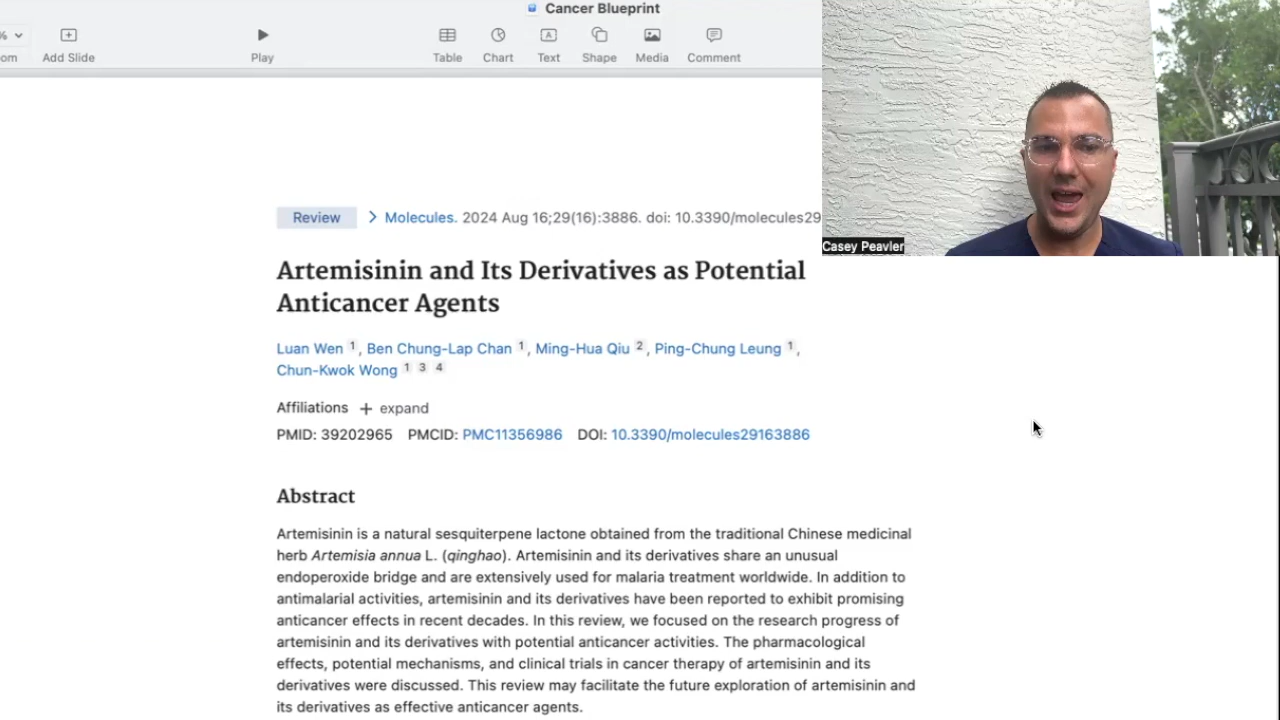 Cancer Blueprint
%
om
Add Slide
Play
Table
Chart
Text
Shape
Media
Comment
Casey Peavler
Review > Molecules. 2024 Aug 16;29(16):3886. doi: 10.3390/molecules29
Artemisinin and Its Derivatives as Potential
Anticancer Agents
Luan Wen 1, Ben Chung-Lap Chan 1, Ming-Hua Qiu 2, Ping-Chung Leung 1,
Chun-Kwok Wong 1 3 4
Affiliations + expand
PMID: 39202965 PMCID: PMC11356986 DOI: 10.3390/molecules29163886
Abstract
Artemisinin is a natural sesquiterpene lactone obtained from the traditional Chinese medicinal
herb Artemisia annua L. (qinghao). Artemisinin and its derivatives share an unusual
endoperoxide bridge and are extensively used for malaria treatment worldwide. In addition to
antimalarial activities, artemisinin and its derivatives have been reported to exhibit promising
anticancer effects in recent decades. In this review, we focused on the research progress of
artemisinin and its derivatives with potential anticancer activities. The pharmacological
effects, potential mechanisms, and clinical trials in cancer therapy of artemisinin and its
derivatives were discussed. This review may facilitate the future exploration of artemisinin and
its derivatives as effective anticancer agents.